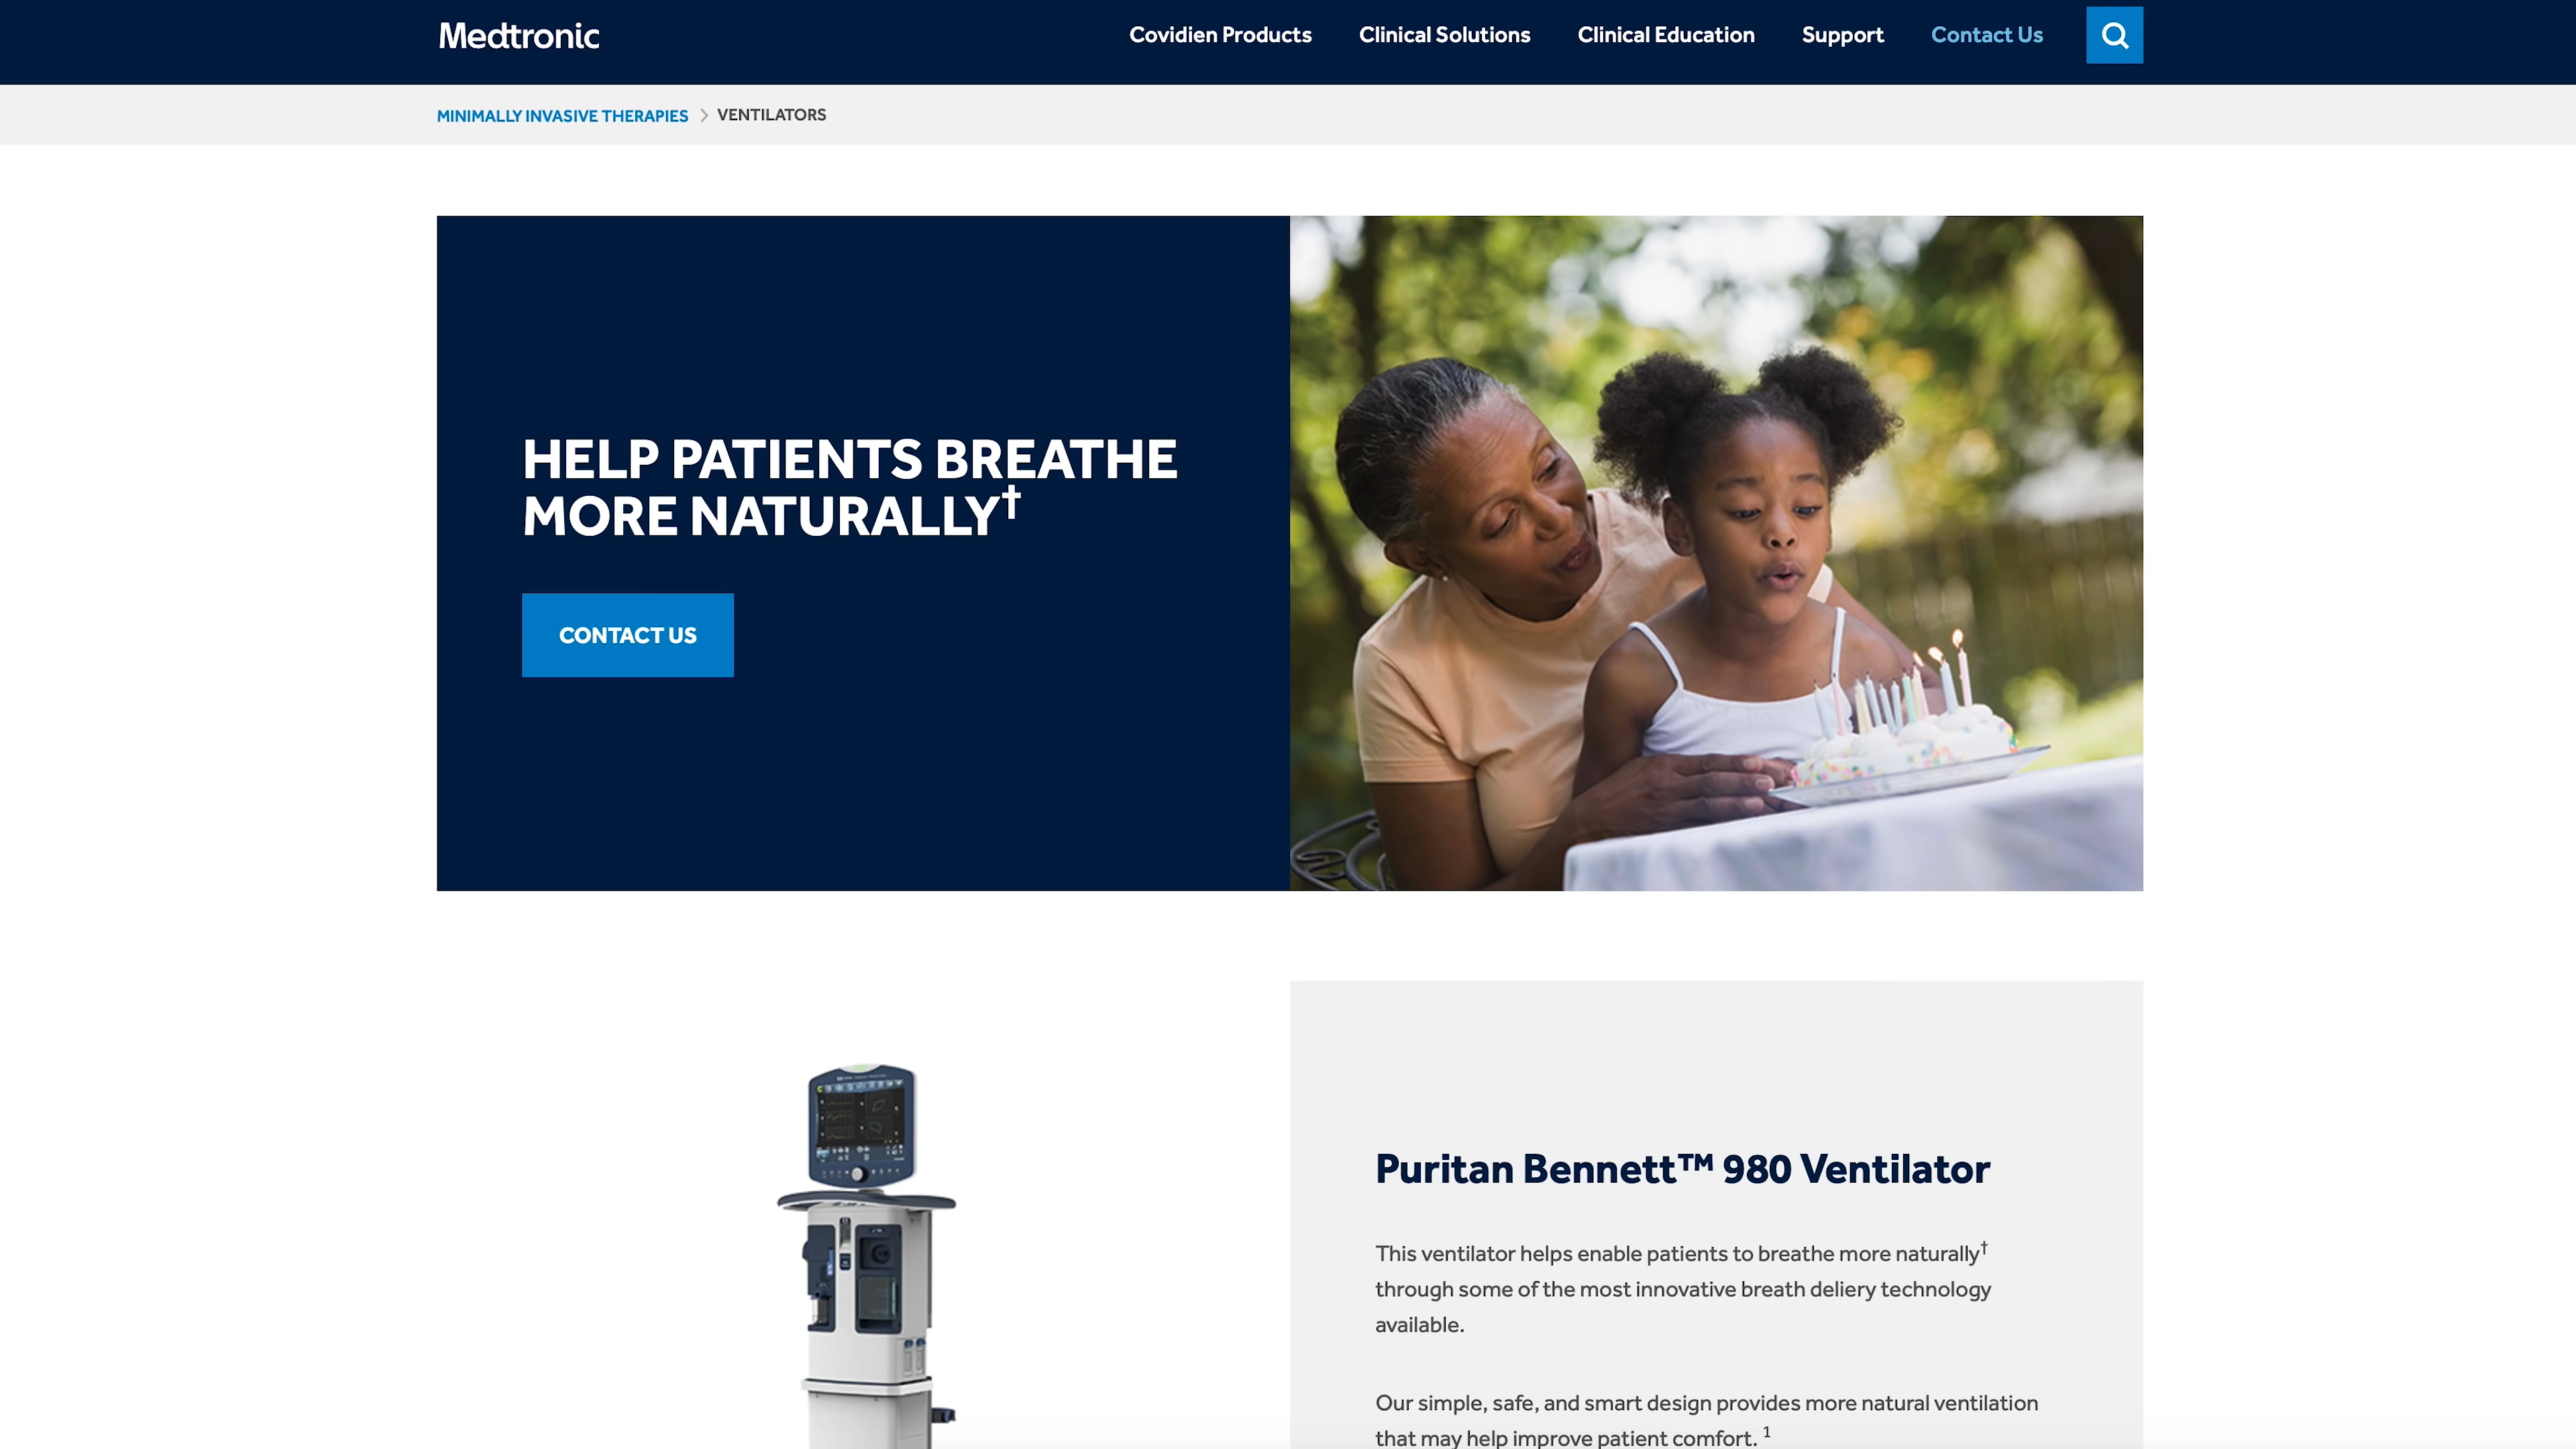 Medtronic
Covidien Products Clinical Solutions Clinical Education Support Contact Us
MINIMALLY INVASIVE THERAPIES > VENTILATORS
HELP PATIENTS BREATHE
MORE NATURALLY†
CONTACT US
Puritan Bennett™ 980 Ventilator
This ventilator helps enable patients to breathe more naturally†
through some of the most innovative breath deliery technology
available.
Our simple, safe, and smart design provides more natural ventilation
that may help improve patient comfort. 1